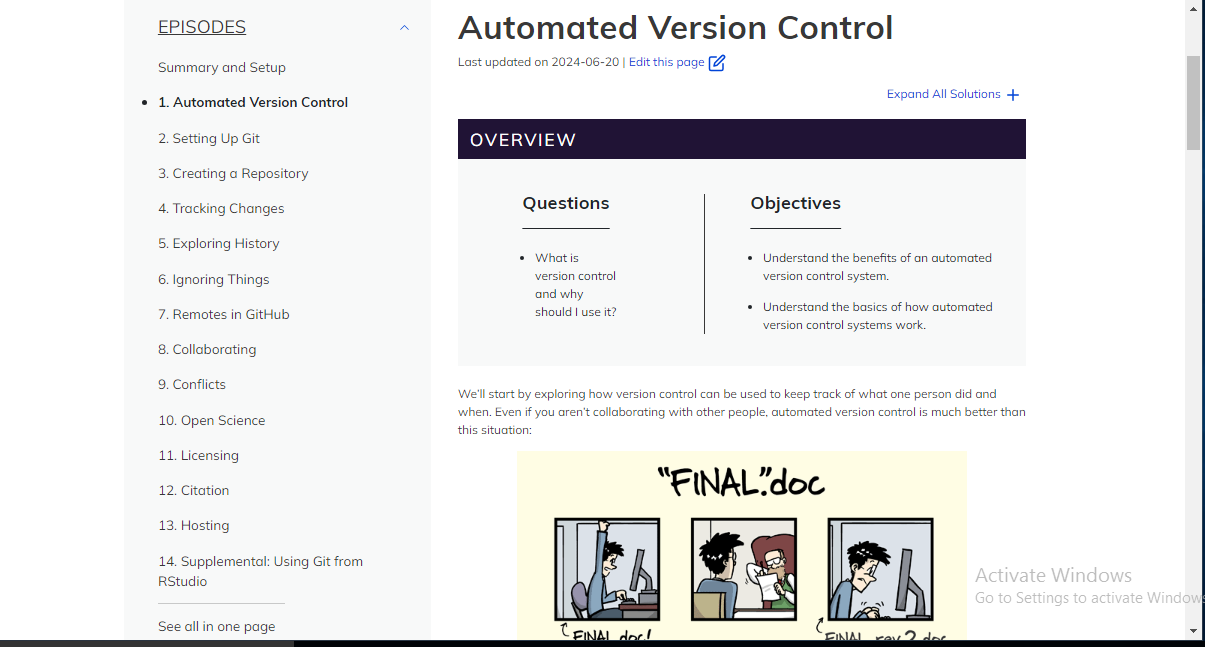 EPISODES
Summary and Setup
1. Automated Version Control
2. Setting Up Git
3. Creating a Repository
4. Tracking Changes
5. Exploring History
6. Ignoring Things
7. Remotes in GitHub
8. Collaborating
9. Conflicts
10. Open Science
11. Licensing
12. Citation
13. Hosting
14. Supplemental: Using Git from
RStudio
See all in one page
Automated Version Control
Last updated on 2024-06-20 | Edit this page
Expand All Solutions
OVERVIEW
Questions
What is
version control
and why
should I use it?
Objectives
Understand the benefits of an automated
version control system.
Understand the basics of how automated
version control systems work.
We'll start by exploring how version control can be used to keep track of what one person did and
when. Even if you aren't collaborating with other people, automated version control is much better than
this situation:
"FINAL".doc
FINAL.doc!
FINAL_rev.2.doc
Activate Windows
Go to Settings to activate Windows